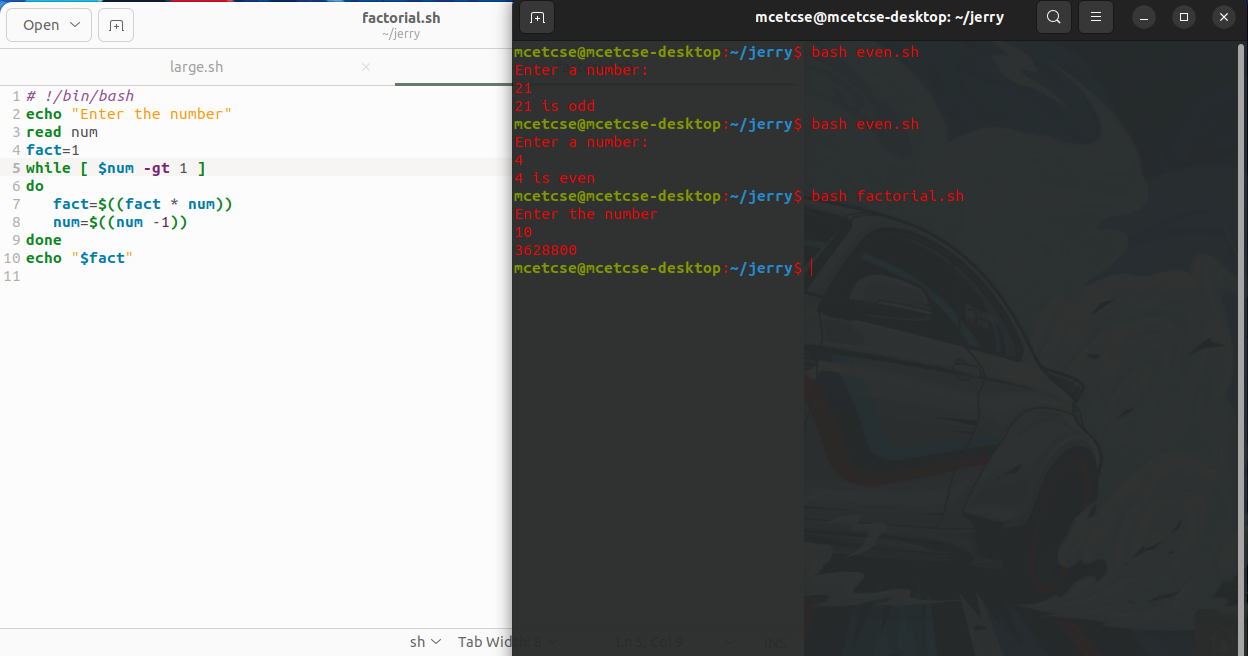 Open
factorial.sh
~/jerry
large.sh
1 # !/bin/bash
2 echo "Enter the number"
3 read num
4 fact=1
5 while [ $num -gt 1 ]
6 do
7    fact=$((fact * num))
8    num=$((num -1))
9 done
10 echo "$fact"
11
sh
Tab Width: 8
Ln 5, Col 9
INS
mcetcse@mcetcse-desktop: ~/jerry
mcetcse@mcetcse-desktop:~/jerry$ bash even.sh
Enter a number:
21
21 is odd
mcetcse@mcetcse-desktop:~/jerry$ bash even.sh
Enter a number:
4
4 is even
mcetcse@mcetcse-desktop:~/jerry$ bash factorial.sh
Enter the number
10
3628800
mcetcse@mcetcse-desktop:~/jerry$